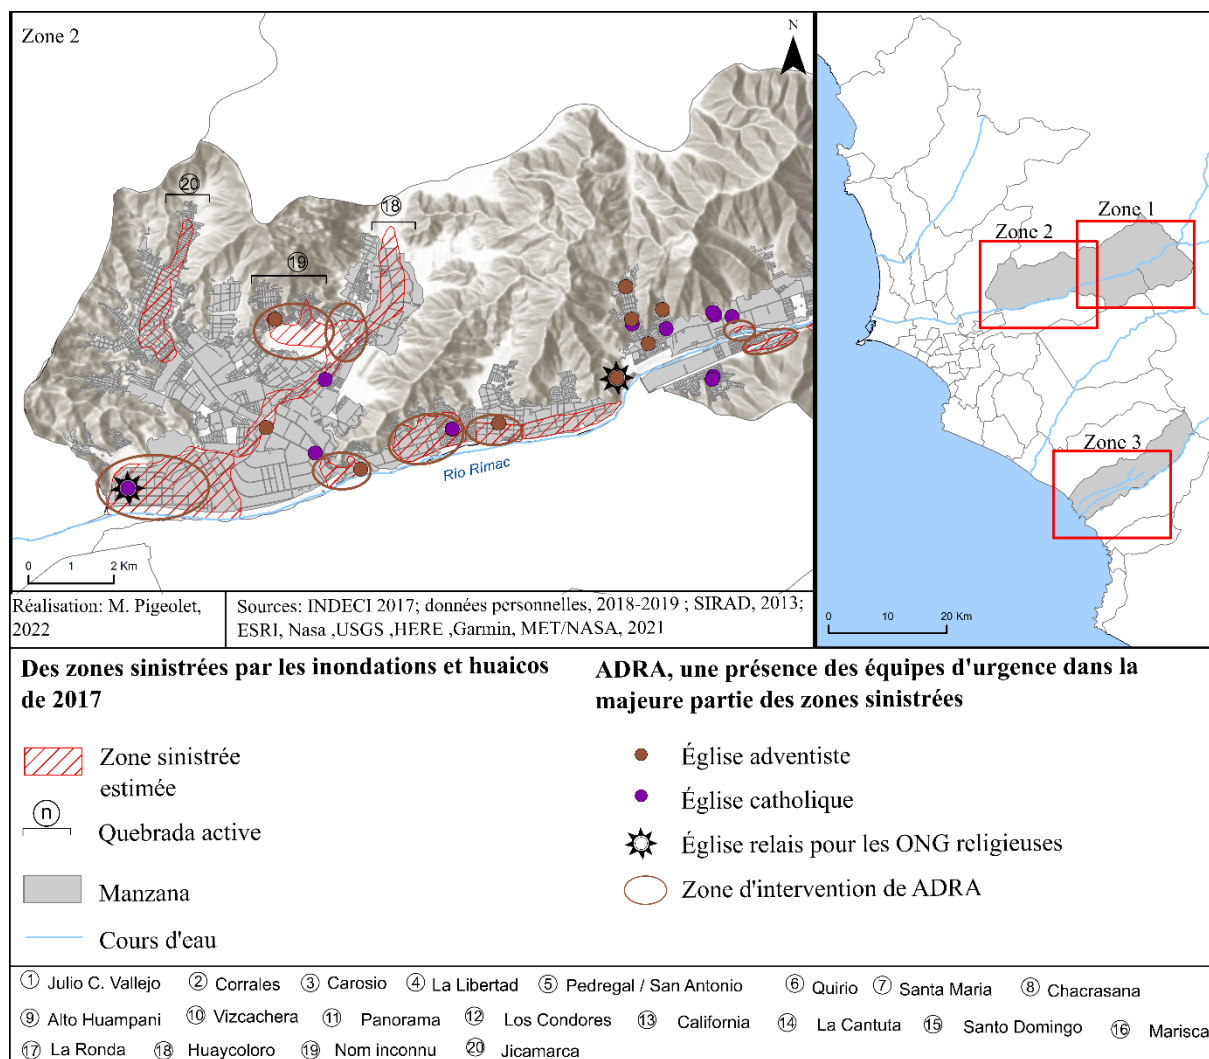 Zone 2
N
20
18
19
Río Rímac
0 1 2 Km
Zone 1
Zone 2
Zone 3
0 10 20 Km
Réalisation: M. Pigeolet,
2022
Sources: INDECI 2017; données personnelles, 2018-2019 ; SIRAD, 2013;
ESRI, Nasa ,USGS ,HERE ,Garmin, MET/NASA, 2021
Des zones sinistrées par les inondations et huaicos
de 2017
Zone sinistrée
estimée
n
Quebrada active
Manzana
Cours d'eau
ADRA, une présence des équipes d'urgence dans la
majeure partie des zones sinistrées
Église adventiste
Église catholique
Église relais pour les ONG religieuses
Zone d'intervention de ADRA
1 Julio C. Vallejo 2 Corrales 3 Carosio 4 La Libertad 5 Pedregal / San Antonio 6 Quirio 7 Santa Maria 8 Chacrasana
9 Alto Huampani 10 Vizcachera 11 Panorama 12 Los Condores 13 California 14 La Cantuta 15 Santo Domingo 16 Marisca
17 La Ronda 18 Huaycoloro 19 Nom inconnu 20 Jicamarca